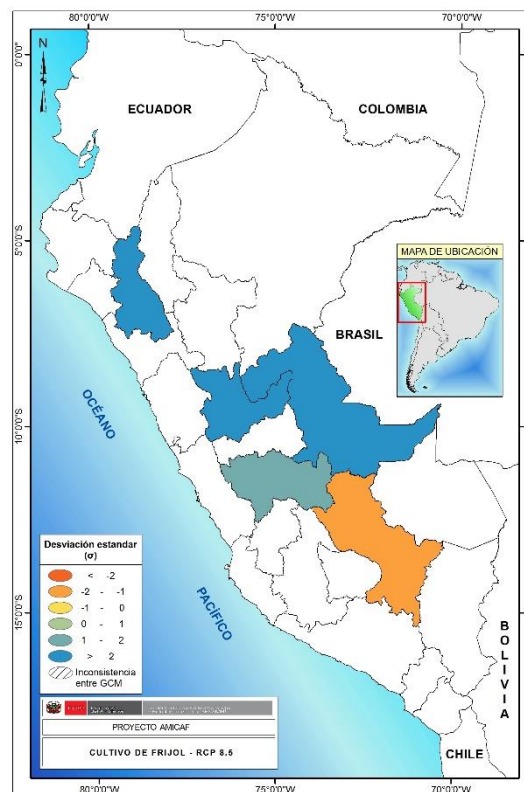 80°0'0"W
75°0'0"W
70°0'0"W
N
0°0'
ECUADOR
COLOMBIA
5°0'0"S
MAPA DE UBICACIÓN
BRASIL
OCÉANO
10°0'0"S
PACÍFICO
15°0'0"S
BOLIVIA
CHILE
Desviación estandar
(σ)
< -2
-2 - -1
-1 - 0
0 - 1
1 - 2
> 2
Inconsistencia
entre GCM
PROYECTO AMICAF
CULTIVO DE FRIJOL - RCP 8.5
80°0'0"W
75°0'0"W
70°0'0"W